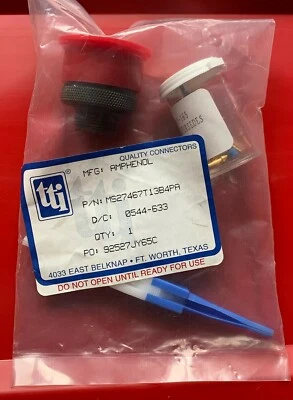 tti
QUALITY CONNECTORS
MFG: AMPHENOL
P/N: MS27467T13B4PA
D/C: 0544-633
QTY: 1
PO: 92527JY65C
4033 EAST BELKNAP • FT. WORTH, TEXAS
DO NOT OPEN UNTIL READY FOR USE